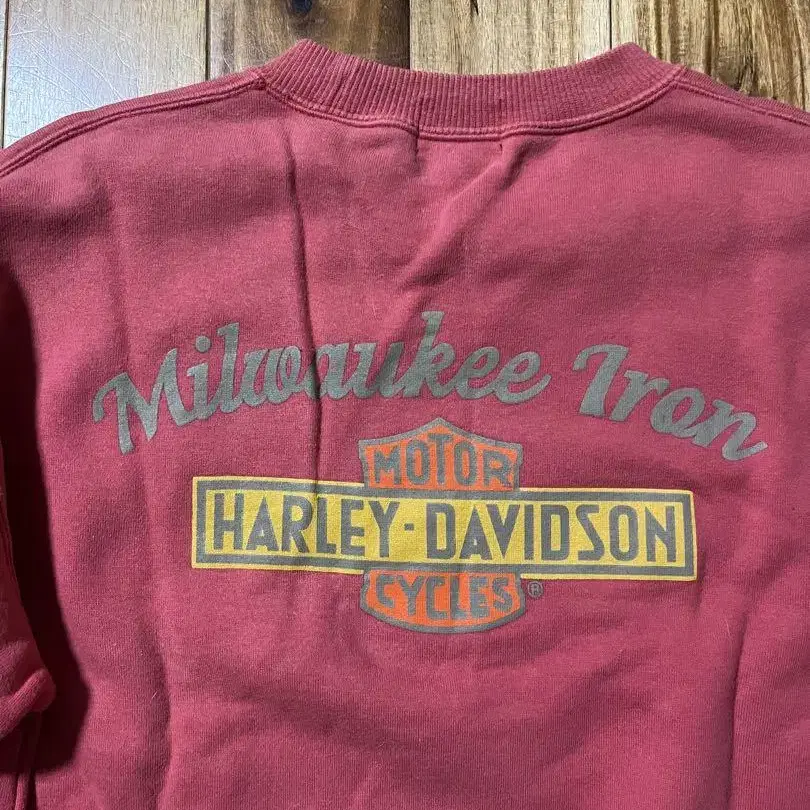 Milwaukee Iron
MOTOR
HARLEY-DAVIDSON
CYCLES ®